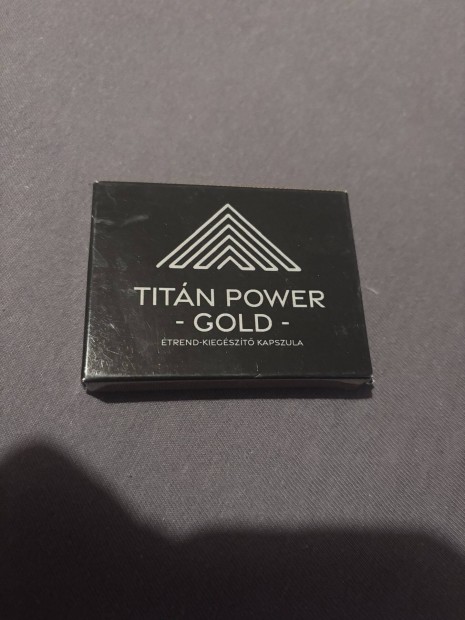 TITÁN POWER
- GOLD -
ÉTREND-KIEGÉSZÍTŐ KAPSZULA